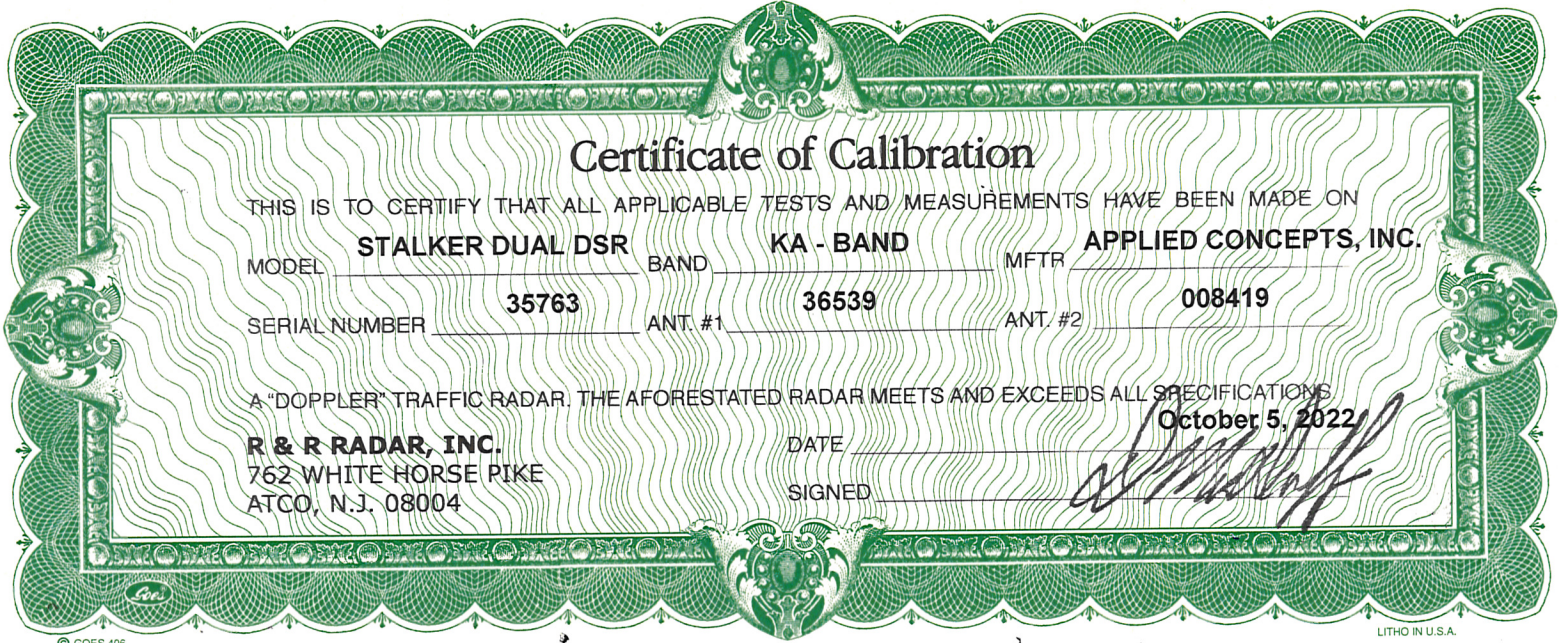 Certificate of Calibration
THIS IS TO CERTIFY THAT ALL APPLICABLE TESTS AND MEASUREMENTS HAVE BEEN MADE ON
MODEL STALKER DUAL DSR BAND KA - BAND MFTR APPLIED CONCEPTS, INC.
SERIAL NUMBER 35763 ANT. #1 36539 ANT. #2 008419
A "DOPPLER" TRAFFIC RADAR. THE AFORESTATED RADAR MEETS AND EXCEEDS ALL SPECIFICATIONS
R & R RADAR, INC.
762 WHITE HORSE PIKE
ATCO, N.J. 08004
DATE October 5, 2022
SIGNED
Goes
© GOES 406
LITHO IN U.S.A.